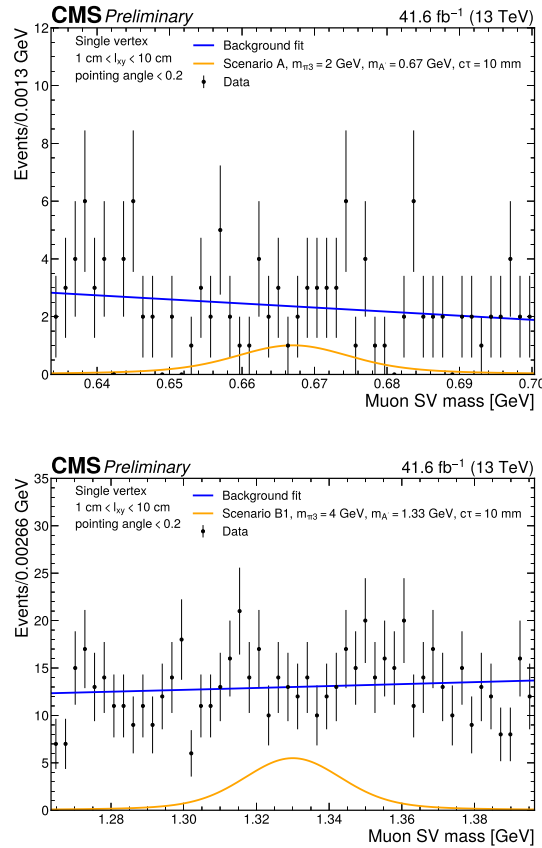 CMS Preliminary 41.6 fb⁻¹ (13 TeV)
Events/0.0013 GeV
12
10
8
6
4
2
0
Single vertex
1 cm < lxy < 10 cm
pointing angle < 0.2
Background fit
Scenario A, mπ3 = 2 GeV, mA' = 0.67 GeV, cτ = 10 mm
Data
0.64 0.65 0.66 0.67 0.68 0.69 0.70
Muon SV mass [GeV]
CMS Preliminary 41.6 fb⁻¹ (13 TeV)
Events/0.00266 GeV
35
30
25
20
15
10
5
0
Single vertex
1 cm < lxy < 10 cm
pointing angle < 0.2
Background fit
Scenario B1, mπ3 = 4 GeV, mA' = 1.33 GeV, cτ = 10 mm
Data
1.28 1.30 1.32 1.34 1.36 1.38
Muon SV mass [GeV]